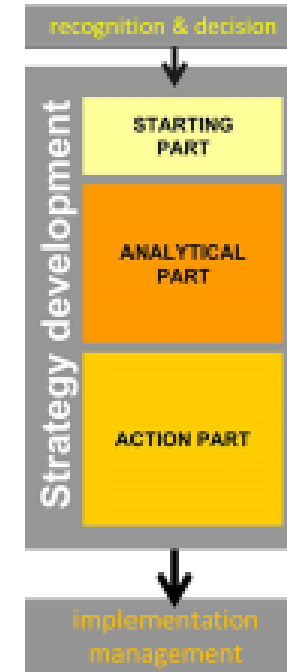 recognition & decision
Strategy development
STARTING
PART
ANALYTICAL
PART
ACTION PART
implementation
management